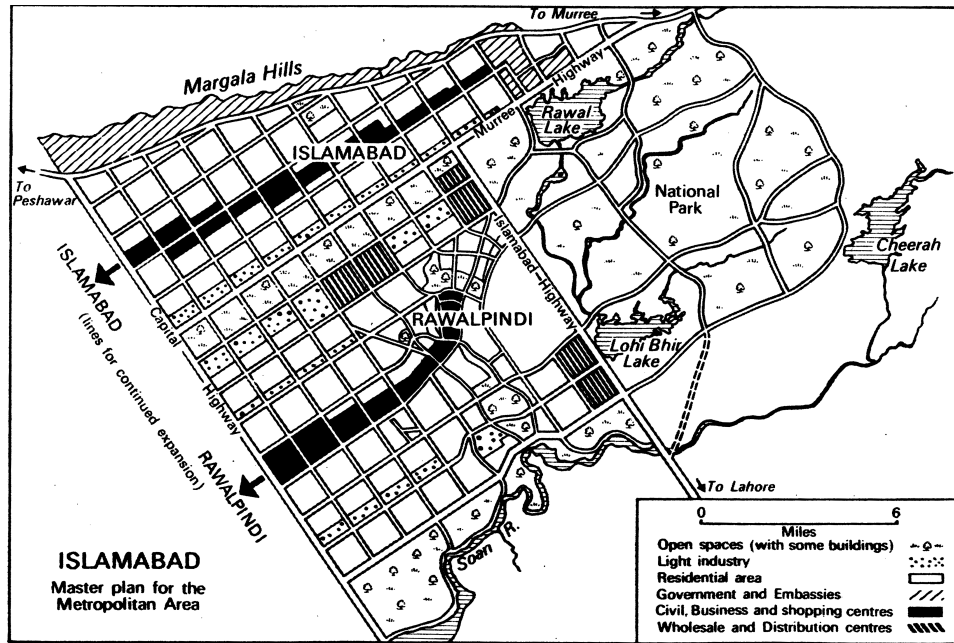 To Murree
Margala Hills
Highway
Murree
Rawal
Lake
ISLAMABAD
To
Peshawar
National
Park
Cheerah
Lake
Islamabad
Highway
ISLAMABAD
(lines for continued expansion)
RAWALPINDI
Capital
Highway
RAWALPINDI
Lohi Bhir
Lake
To Lahore
Soan R.
ISLAMABAD
Master plan for the
Metropolitan Area
0 6
Miles
Open spaces (with some buildings)
Light industry
Residential area
Government and Embassies
Civil, Business and shopping centres
Wholesale and Distribution centres